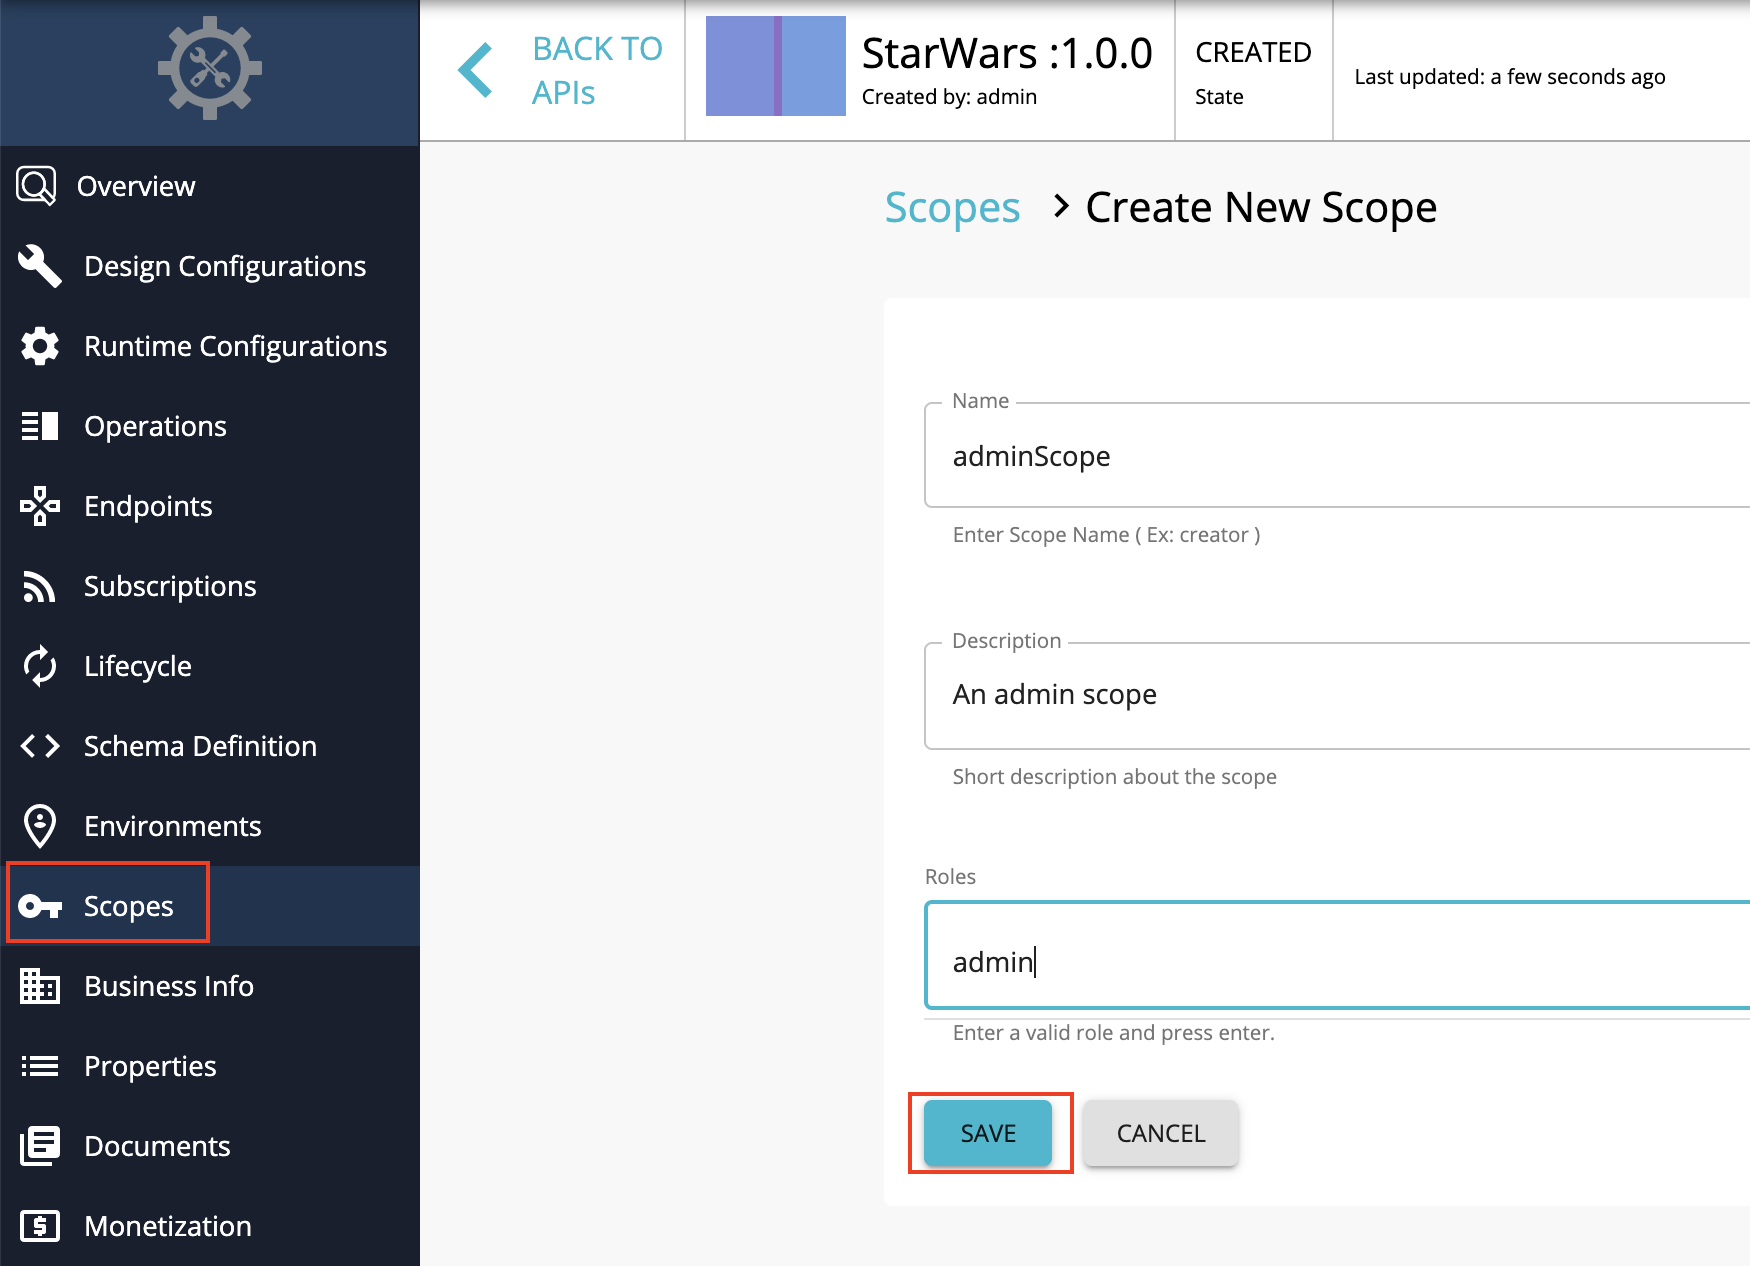 BACK TO
APIs
StarWars :1.0.0
Created by: admin
CREATED
State
Last updated: a few seconds ago
Overview
Design Configurations
Runtime Configurations
Operations
Endpoints
Subscriptions
Lifecycle
Schema Definition
Environments
Scopes
Business Info
Properties
Documents
Monetization
Scopes > Create New Scope
Name
adminScope
Enter Scope Name ( Ex: creator )
Description
An admin scope
Short description about the scope
Roles
admin
Enter a valid role and press enter.
SAVE
CANCEL